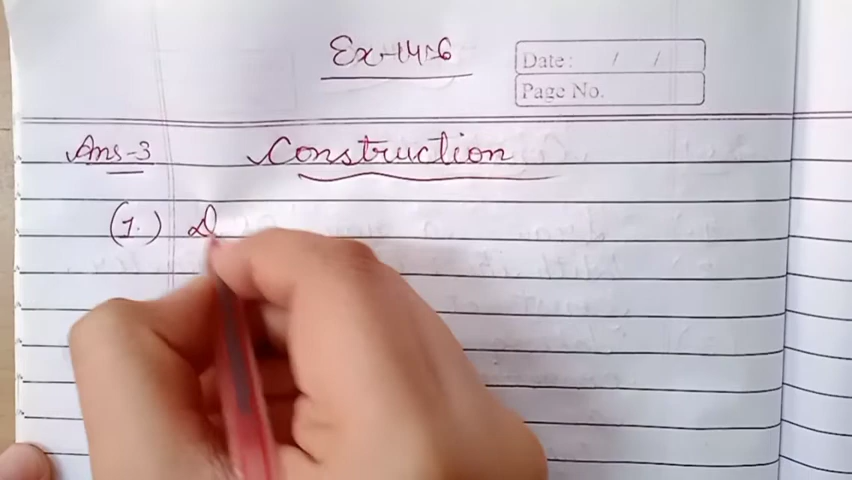 Ex-14.6
Date: / /
Page No.
Ans-3 Construction
(1.) D